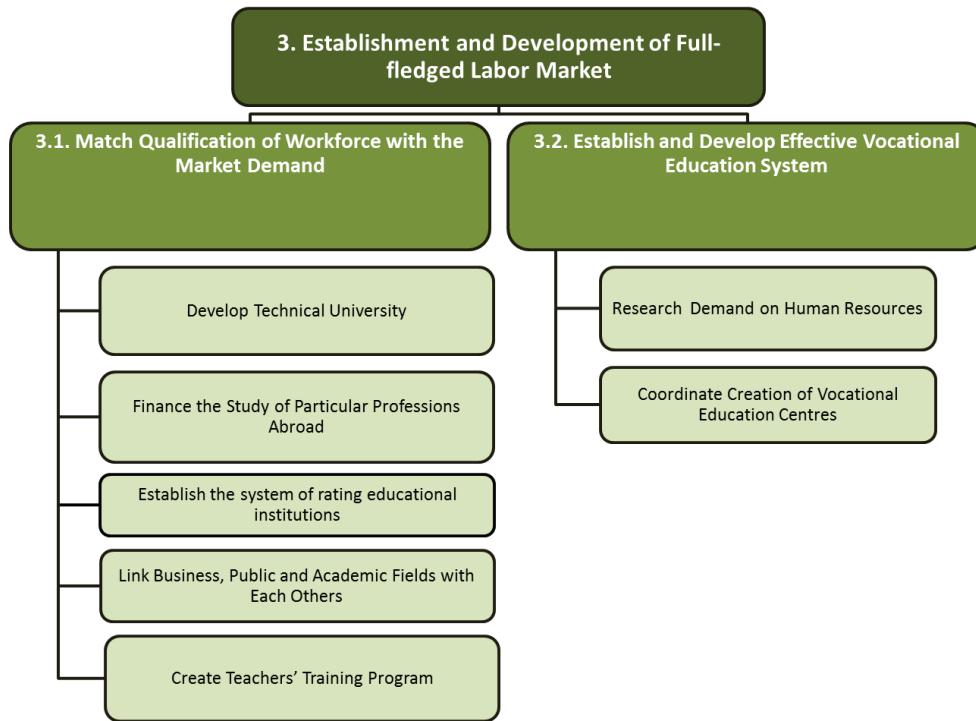 3. Establishment and Development of Full-
fledged Labor Market
3.1. Match Qualification of Workforce with the
Market Demand
Develop Technical University
Finance the Study of Particular Professions
Abroad
Establish the system of rating educational
institutions
Link Business, Public and Academic Fields with
Each Others
Create Teachers’ Training Program
3.2. Establish and Develop Effective Vocational
Education System
Research Demand on Human Resources
Coordinate Creation of Vocational
Education Centres